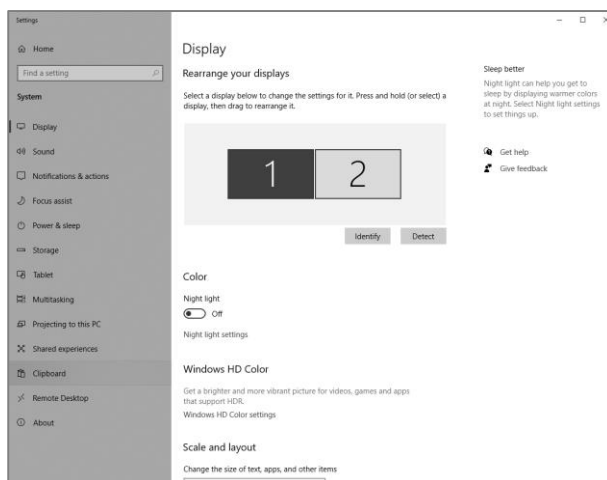 Settings
Home
Find a setting
System
Display
Sound
Notifications & actions
Focus assist
Power & sleep
Storage
Tablet
Multitasking
Projecting to this PC
Shared experiences
Clipboard
Remote Desktop
About
Display
Rearrange your displays
Select a display below to change the settings for it. Press and hold (or select) a
display, then drag to rearrange it.
1
2
Identify
Detect
Color
Night light
Off
Night light settings
Windows HD Color
Get a brighter and more vibrant picture for videos, games and apps
that support HDR.
Windows HD Color settings
Scale and layout
Change the size of text, apps, and other items
Sleep better
Night light can help you get to
sleep by displaying warmer colors
at night. Select Night light settings
to set things up.
Get help
Give feedback